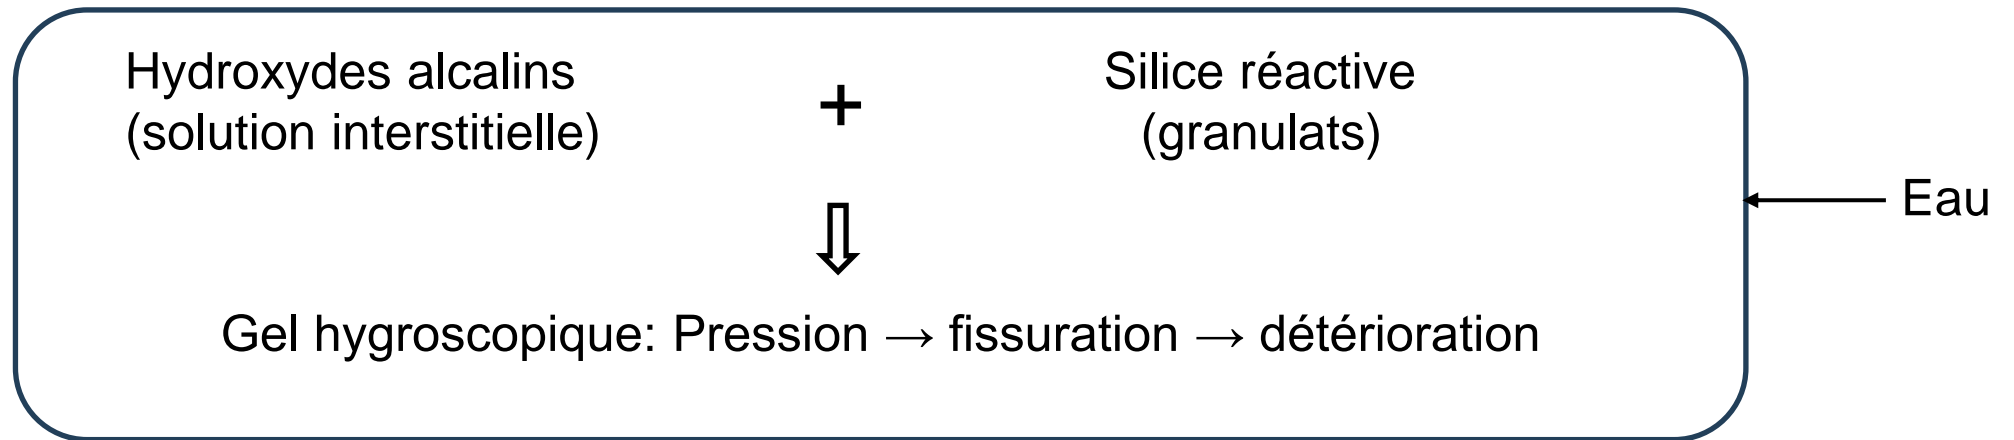 Hydroxydes alcalins
(solution interstitielle)
+
Silice réactive
(granulats)
Eau
Gel hygroscopique: Pression → fissuration → détérioration